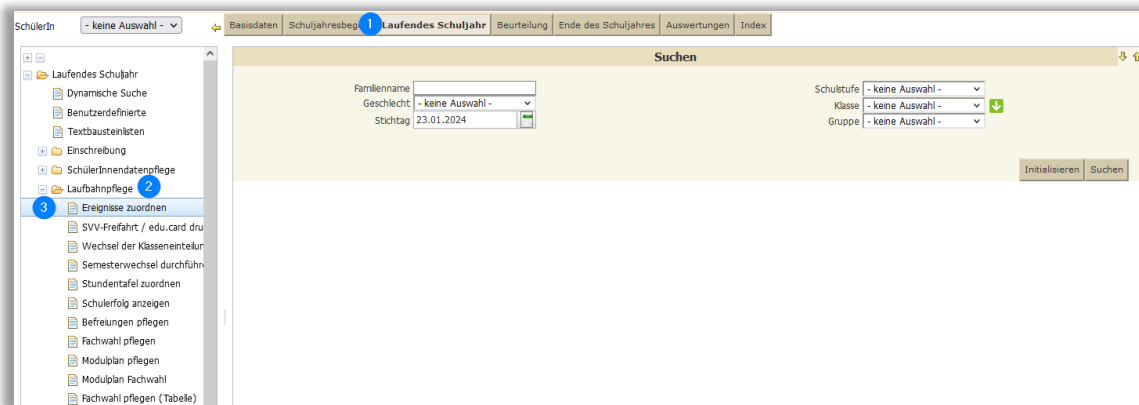 SchülerIn - keine Auswahl - Basisdaten Schuljahresbegi 1 Laufendes Schuljahr Beurteilung Ende des Schuljahres Auswertungen Index
Laufendes Schuljahr
Dynamische Suche
Benutzerdefinierte
Textbausteinlisten
Einschreibung
SchülerInnendatenpflege
Laufbahnpflege 2
3 Ereignisse zuordnen
SVV-Freifahrt / edu.card dru
Wechsel der Klasseneinteilur
Semesterwechsel durchführe
Stundentafel zuordnen
Schulerfolg anzeigen
Befreiungen pflegen
Fachwahl pflegen
Modulplan pflegen
Modulplan Fachwahl
Fachwahl pflegen (Tabelle)
Suchen
Familienname
Geschlecht - keine Auswahl -
Stichtag 23.01.2024
Schulstufe - keine Auswahl -
Klasse - keine Auswahl -
Gruppe - keine Auswahl -
Initialisieren Suchen